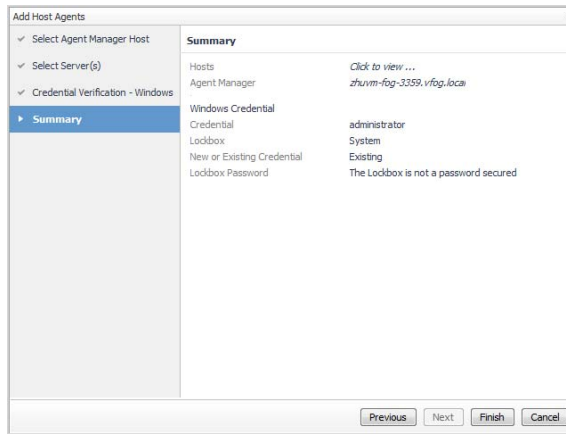 Add Host Agents
Select Agent Manager Host
Select Server(s)
Credential Verification - Windows
Summary
Summary
Hosts Click to view ...
Agent Manager zhuvm-fog-3359.vfog.local
Windows Credential
Credential administrator
Lockbox System
New or Existing Credential Existing
Lockbox Password The Lockbox is not a password secured
Previous Next Finish Cancel